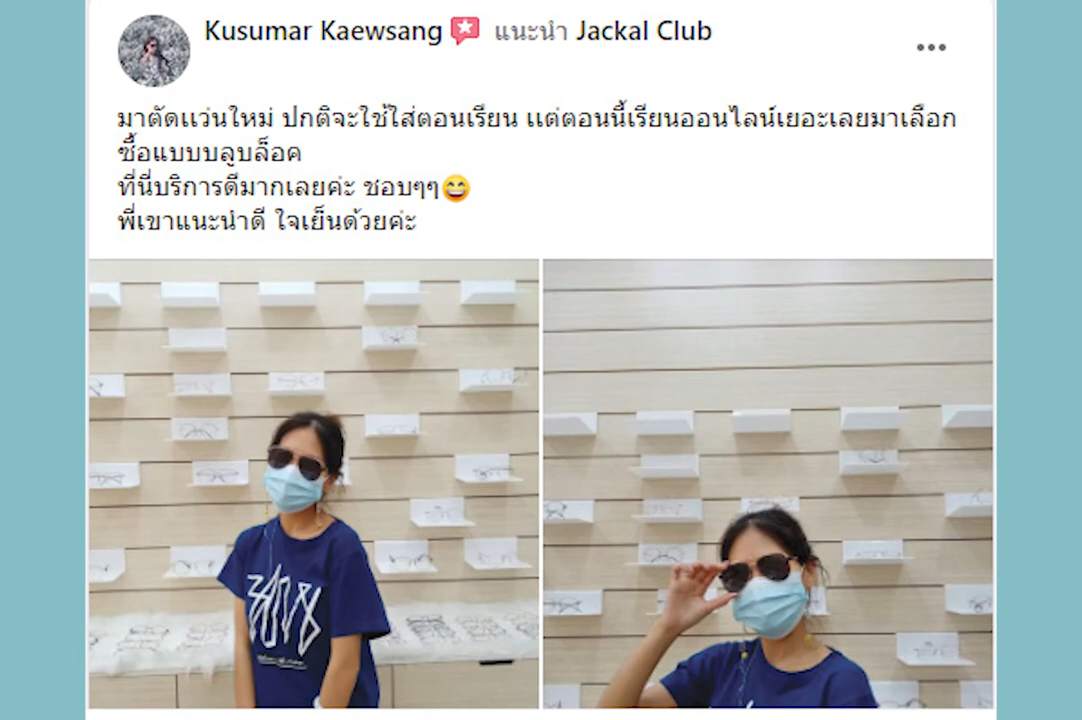 Kusumar Kaewsang แนะนำ Jackal Club
มาตัดแว่นใหม่ ปกติจะใช้ใส่ตอนเรียน แต่ตอนนี้เรียนออนไลน์เยอะเลยมาเลือก
ซื้อแบบบลูบล็อค
ที่นี่บริการดีมากเลยค่ะ ชอบๆๆ😄
พี่เขาแนะนำดี ใจเย็นด้วยค่ะ